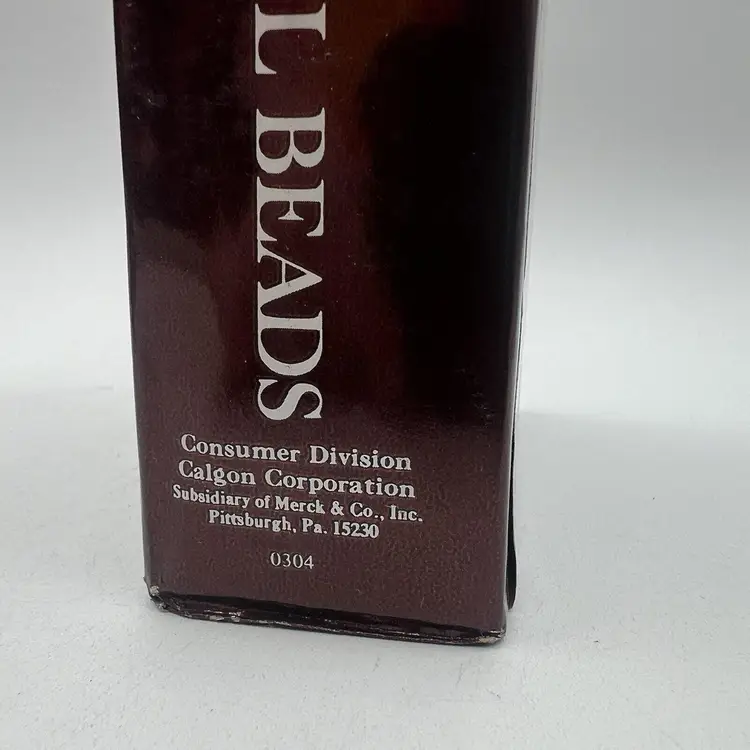 L BEADS
Consumer Division
Calgon Corporation
Subsidiary of Merck & Co., Inc.
Pittsburgh, Pa. 15230
0304